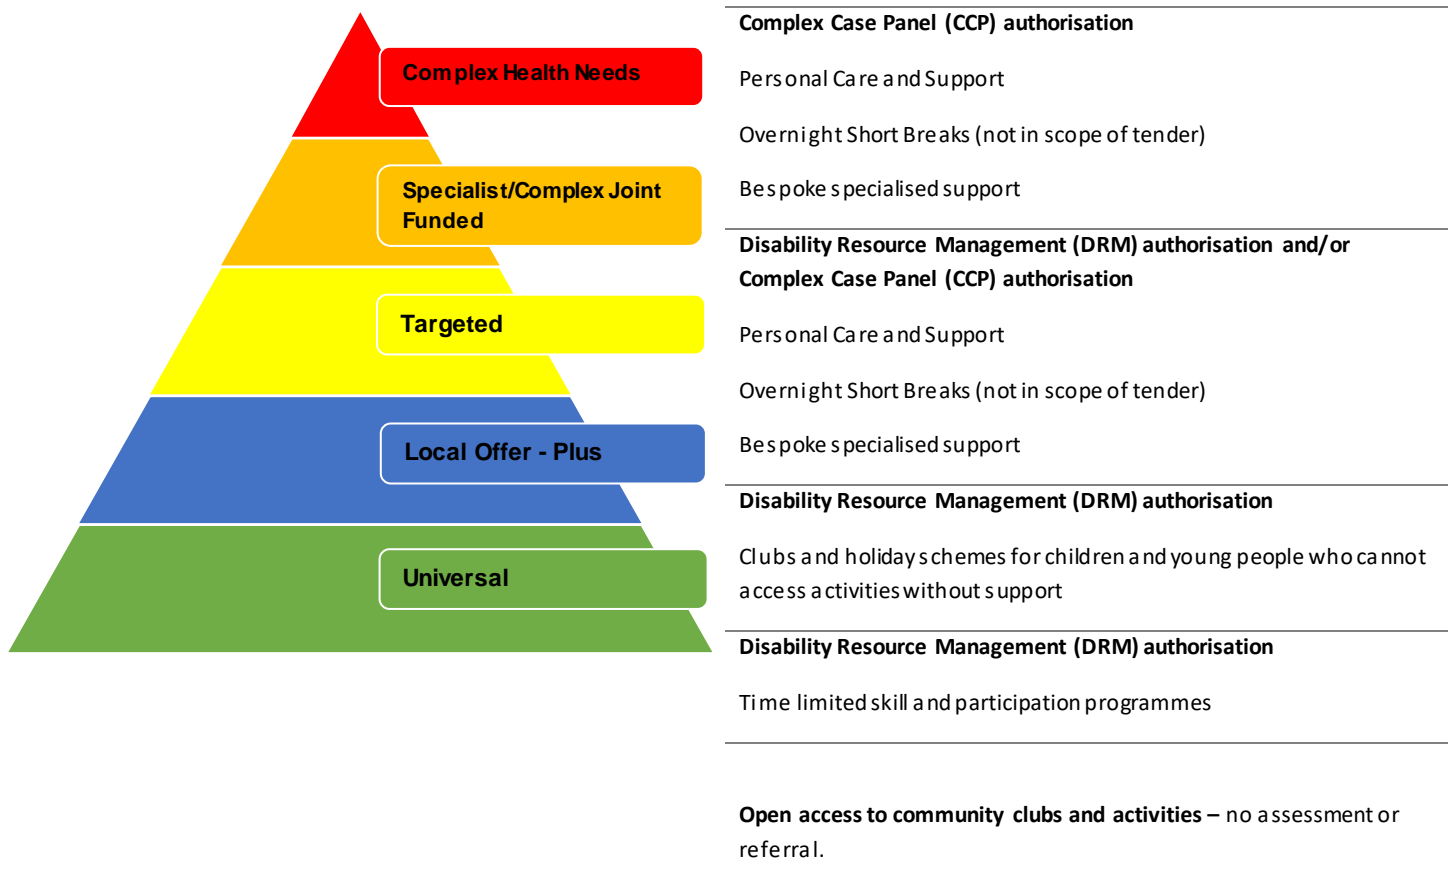 Complex Health Needs
Specialist/Complex Joint
Funded
Targeted
Local Offer - Plus
Universal
Complex Case Panel (CCP) authorisation
Personal Care and Support
Overnight Short Breaks (not in scope of tender)
Bespoke specialised support
Disability Resource Management (DRM) authorisation and/or
Complex Case Panel (CCP) authorisation
Personal Care and Support
Overnight Short Breaks (not in scope of tender)
Bespoke specialised support
Disability Resource Management (DRM) authorisation
Clubs and holiday schemes for children and young people who cannot
access activities without support
Disability Resource Management (DRM) authorisation
Time limited skill and participation programmes
Open access to community clubs and activities – no assessment or
referral.